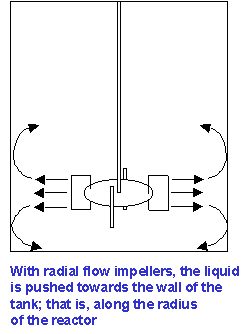 With radial flow impellers, the liquid
is pushed towards the wall of the
tank; that is, along the radius
of the reactor